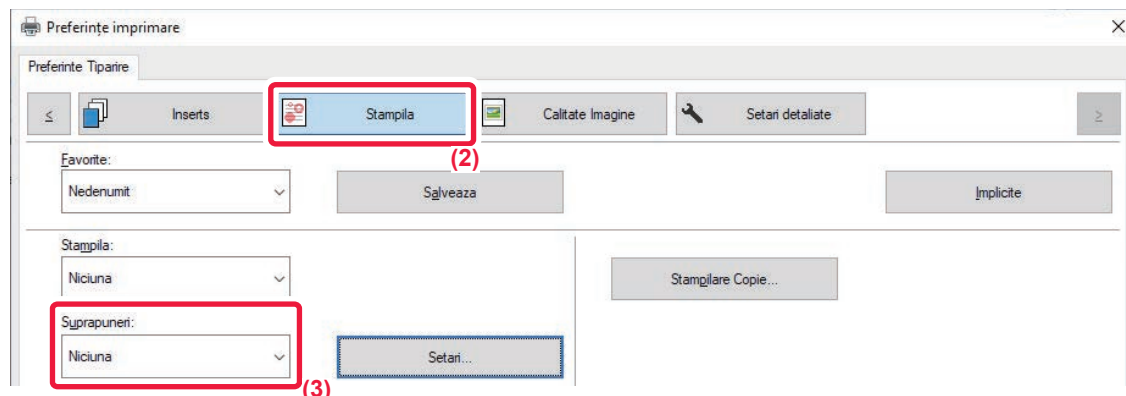 Preferințe imprimare
Preferinte Tiparire
< Inserts Stampila Calitate Imagine Setari detaliate >
(2)
Favorite:
Nedenumit Salveaza Implicite
Stampila:
Niciuna Stampilare Copie...
Suprapuneri:
Niciuna Setari...
(3)